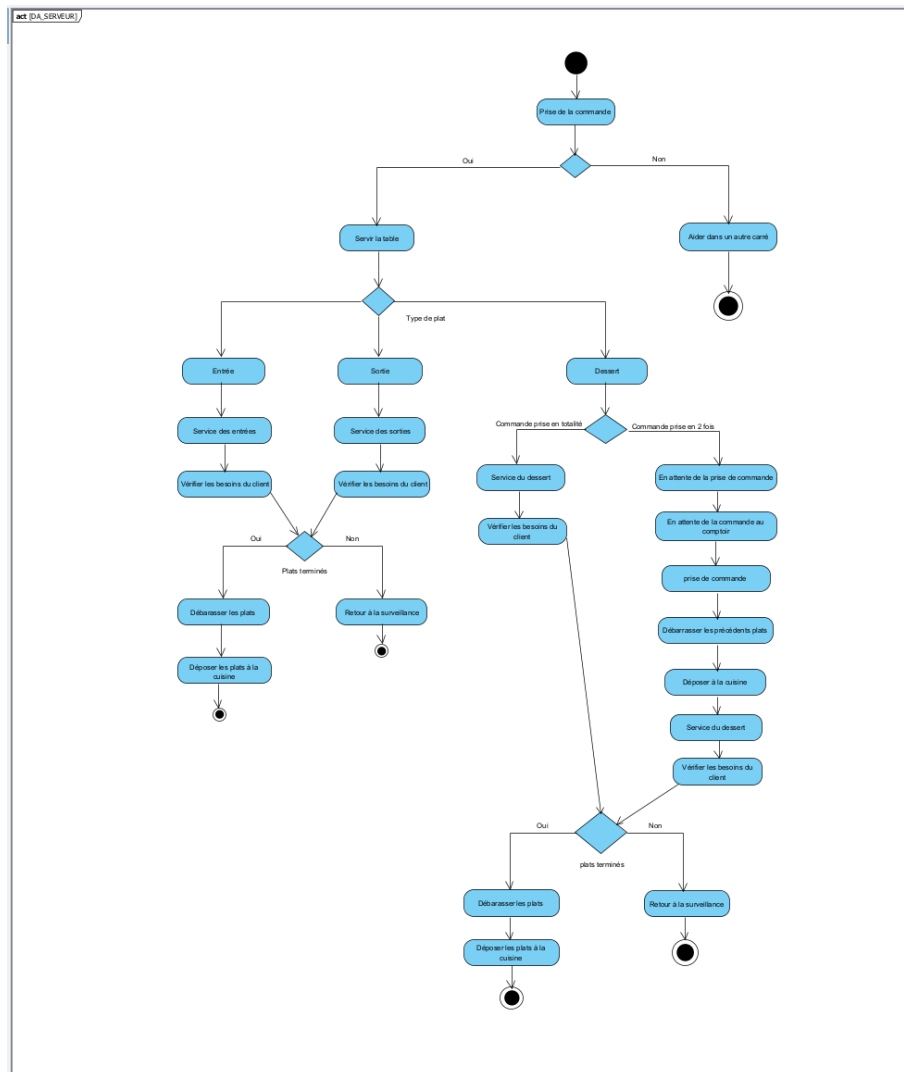 act [DA_SERVEUR]
Prise de la commande
Oui
Non
Servir la table
Aider dans un autre carré
Type de plat
Entrée
Sortie
Dessert
Commande prise en totalité
Commande prise en 2 fois
Service des entrées
Service des sorties
Vérifier les besoins du client
Vérifier les besoins du client
Service du dessert
En attente de la prise de commande
Vérifier les besoins du
client
En attente de la commande au
comptoir
Oui
Non
Plats terminés
prise de commande
Débarasser les plats
Retour à la surveillance
Débarrasser les précédents plats
Déposer les plats à la
cuisine
Déposer à la cuisine
Service du dessert
Vérifier les besoins du
client
Oui
Non
plats terminés
Débarasser les plats
Retour à la surveillance
Déposer les plats à la
cuisine